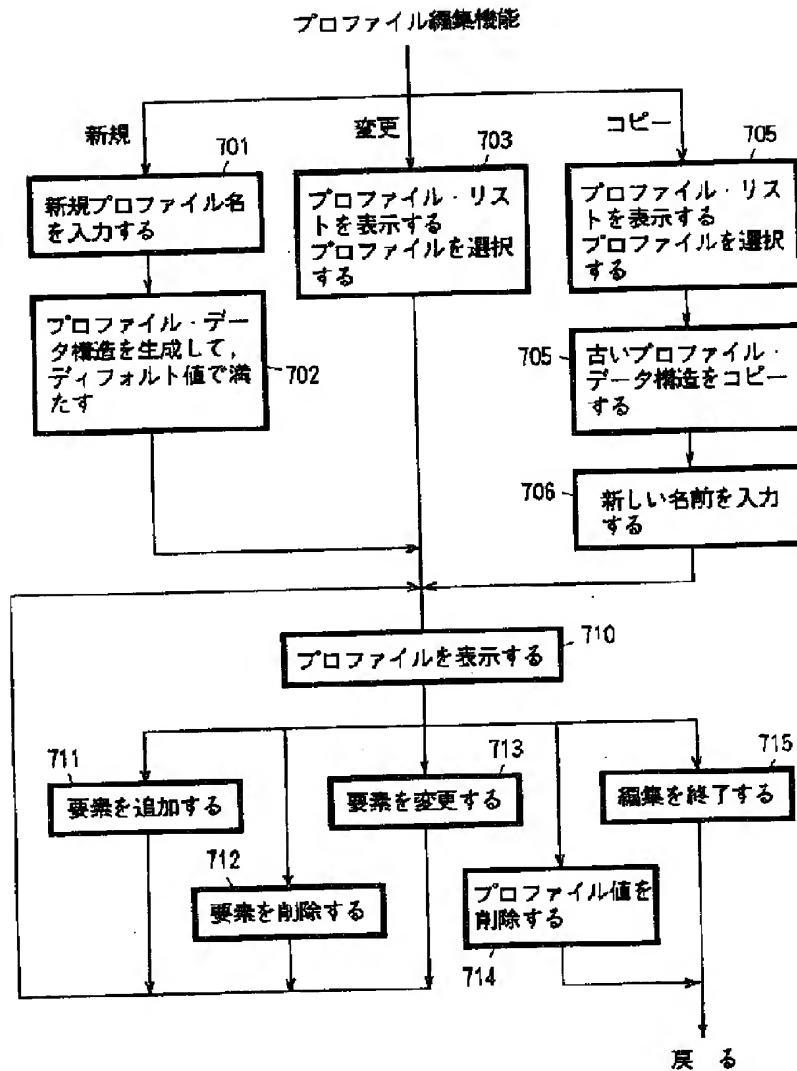 プロファイル編集機能
新規
変更
コピー
701
703
705
新規プロファイル名
を入力する
プロファイル・リス
トを表示する
プロファイルを選択
する
プロファイル・リス
トを表示する
プロファイルを選択
する
プロファイル・デー
タ構造を生成して,
ディフォルト値で満
たす
702
705
古いプロファイル・
データ構造をコピー
する
706
新しい名前を入力
する
710
プロファイルを表示する
711
要素を追加する
713
要素を変更する
715
編集を終了する
712
要素を削除する
プロファイル値を
削除する
714
戻る